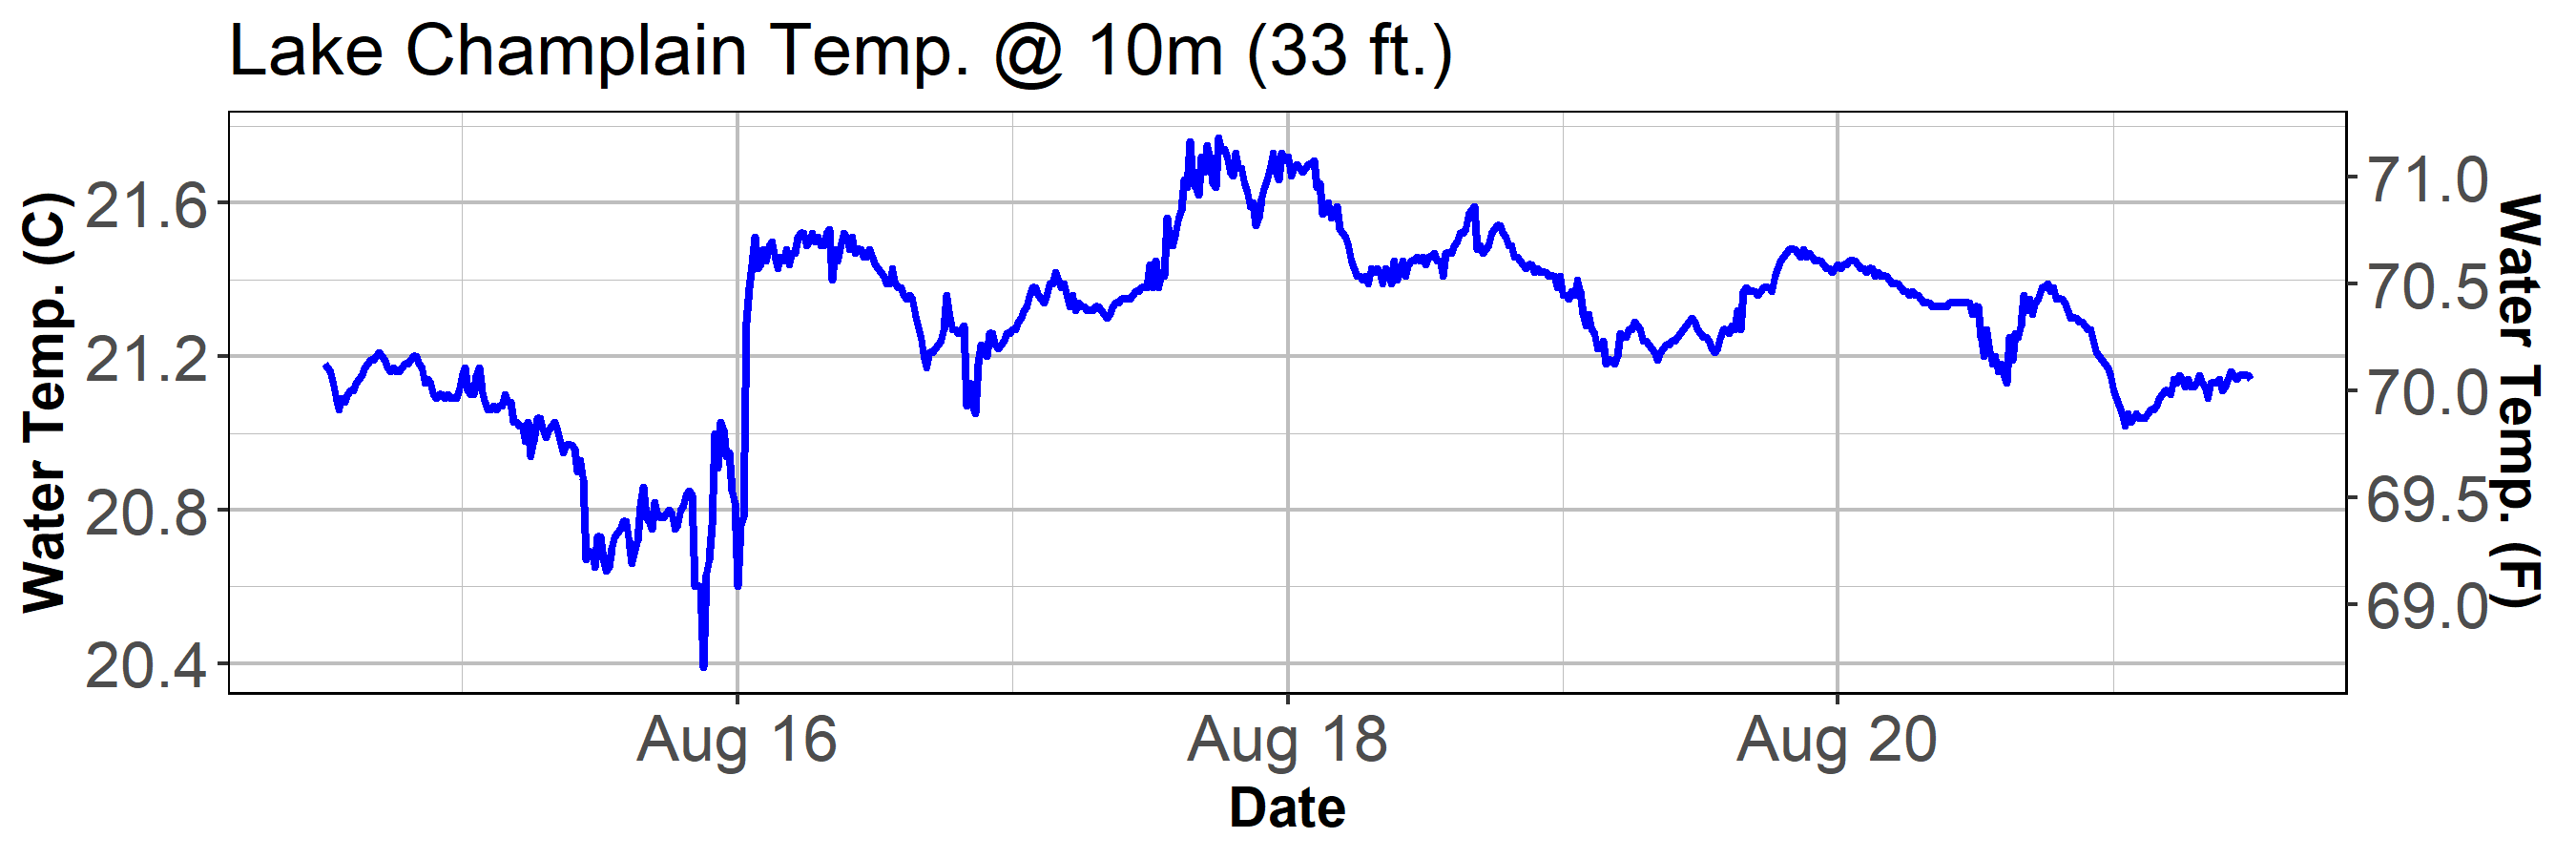 Lake Champlain Temp. @ 10m (33 ft.)
Water Temp. (C)
21.6
21.2
20.8
20.4
71.0
70.5
70.0
69.5
69.0
Water Temp. (F)
Aug 16 Aug 18 Aug 20
Date